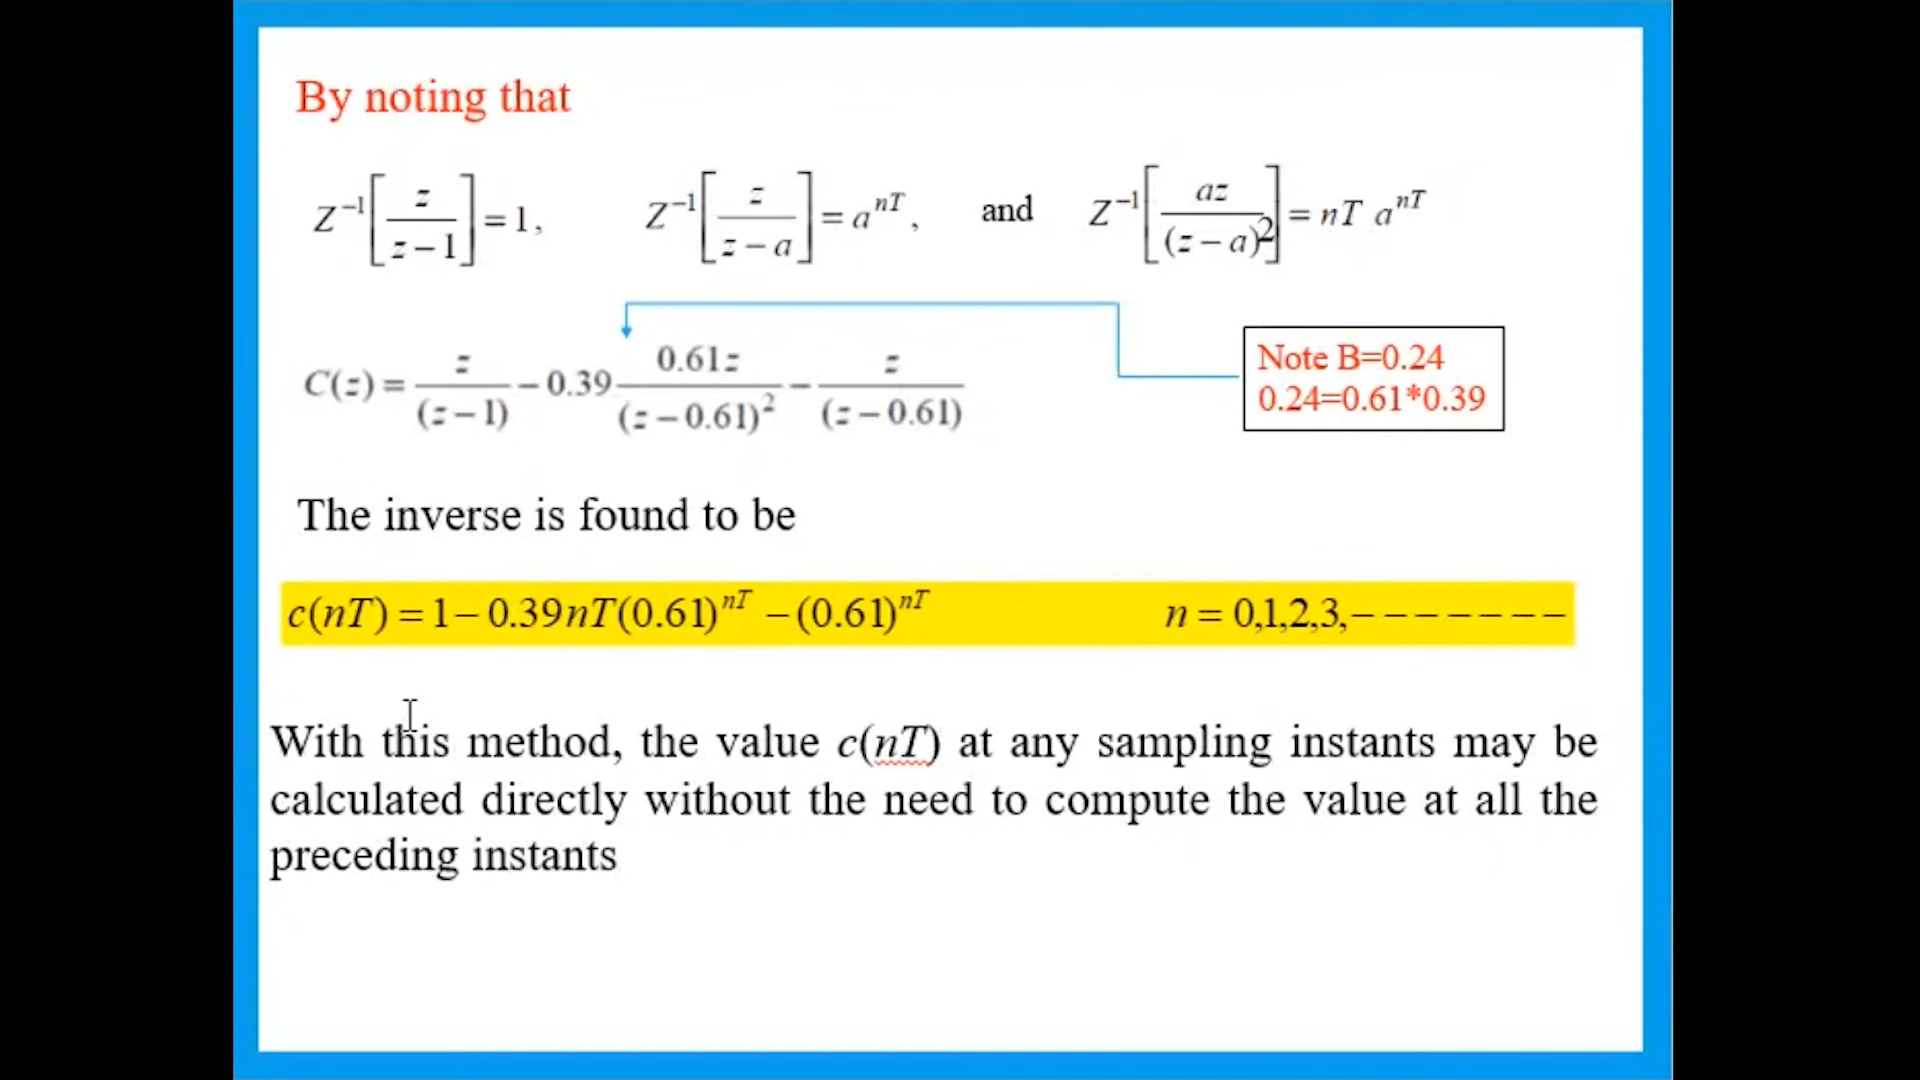 By noting that
Z⁻¹[z/(z−1)] = 1, Z⁻¹[z/(z−a)] = a^{nT}, and Z⁻¹[az/(z−a)²] = nT a^{nT}
C(z) = z/(z−1) − 0.39 0.61z/(z−0.61)² − z/(z−0.61)
Note B=0.24
0.24=0.61*0.39
The inverse is found to be
c(nT) = 1− 0.39nT(0.61)^{nT} −(0.61)^{nT} n = 0,1,2,3,− − − − − − −
With this method, the value c(nT) at any sampling instants may be
calculated directly without the need to compute the value at all the
preceding instants